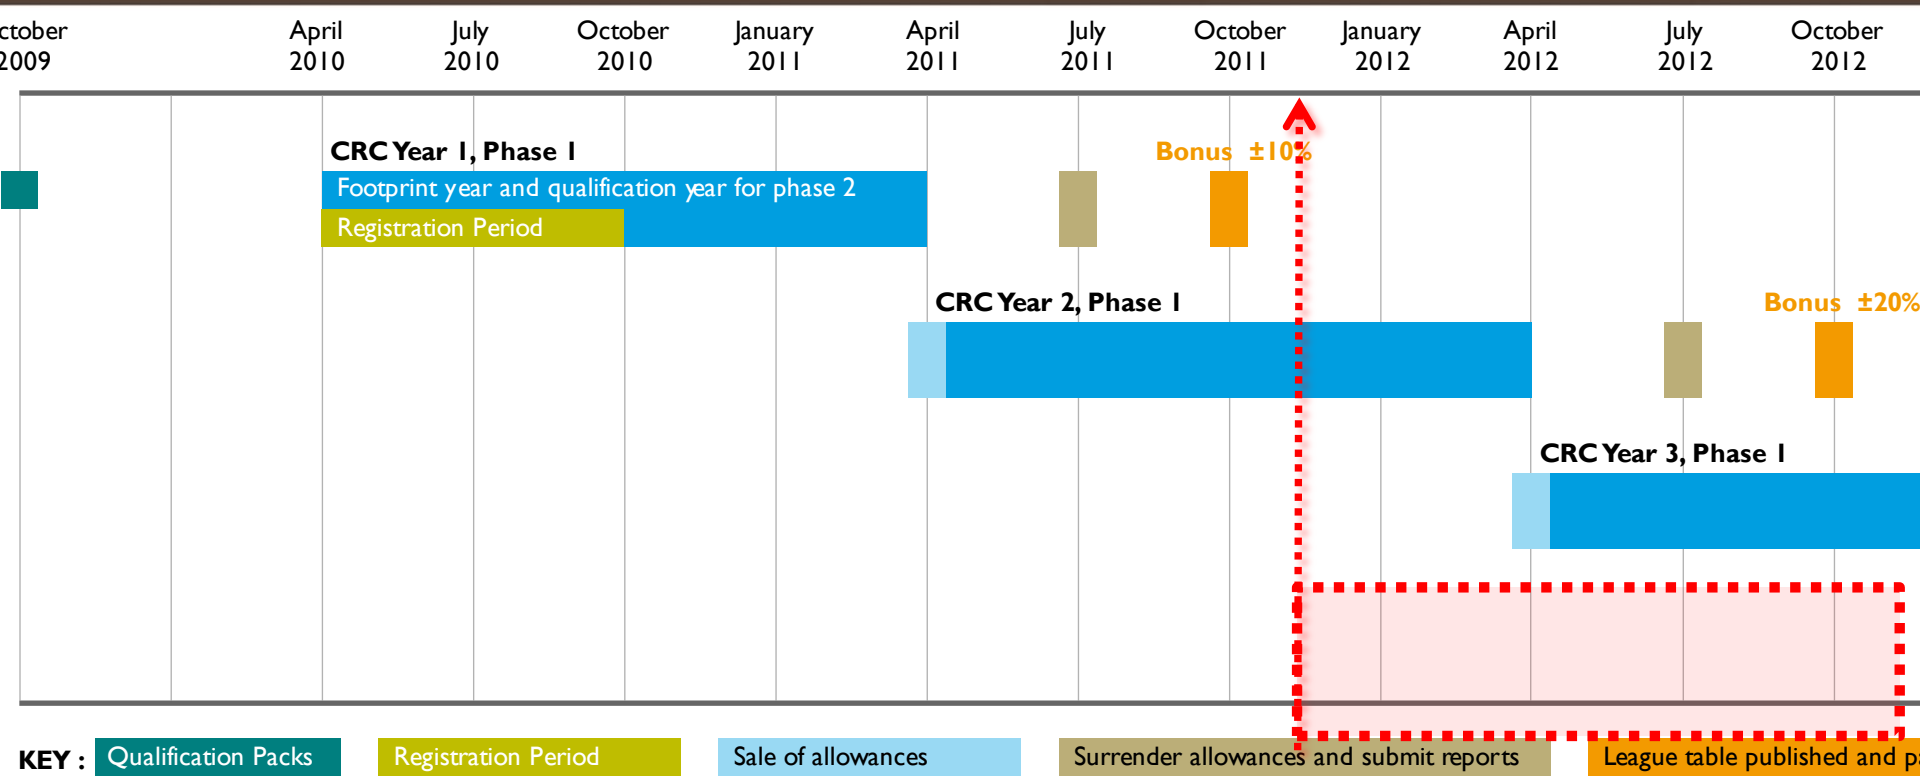 ctober 2009
April 2010
July 2010
October 2010
January 2011
April 2011
July 2011
October 2011
January 2012
April 2012
July 2012
October 2012
CRC Year 1, Phase 1
Bonus ±10%
Footprint year and qualification year for phase 2
Registration Period
CRC Year 2, Phase 1
Bonus ±20%
CRC Year 3, Phase 1
KEY :
Qualification Packs
Registration Period
Sale of allowances
Surrender allowances and submit reports
League table published and